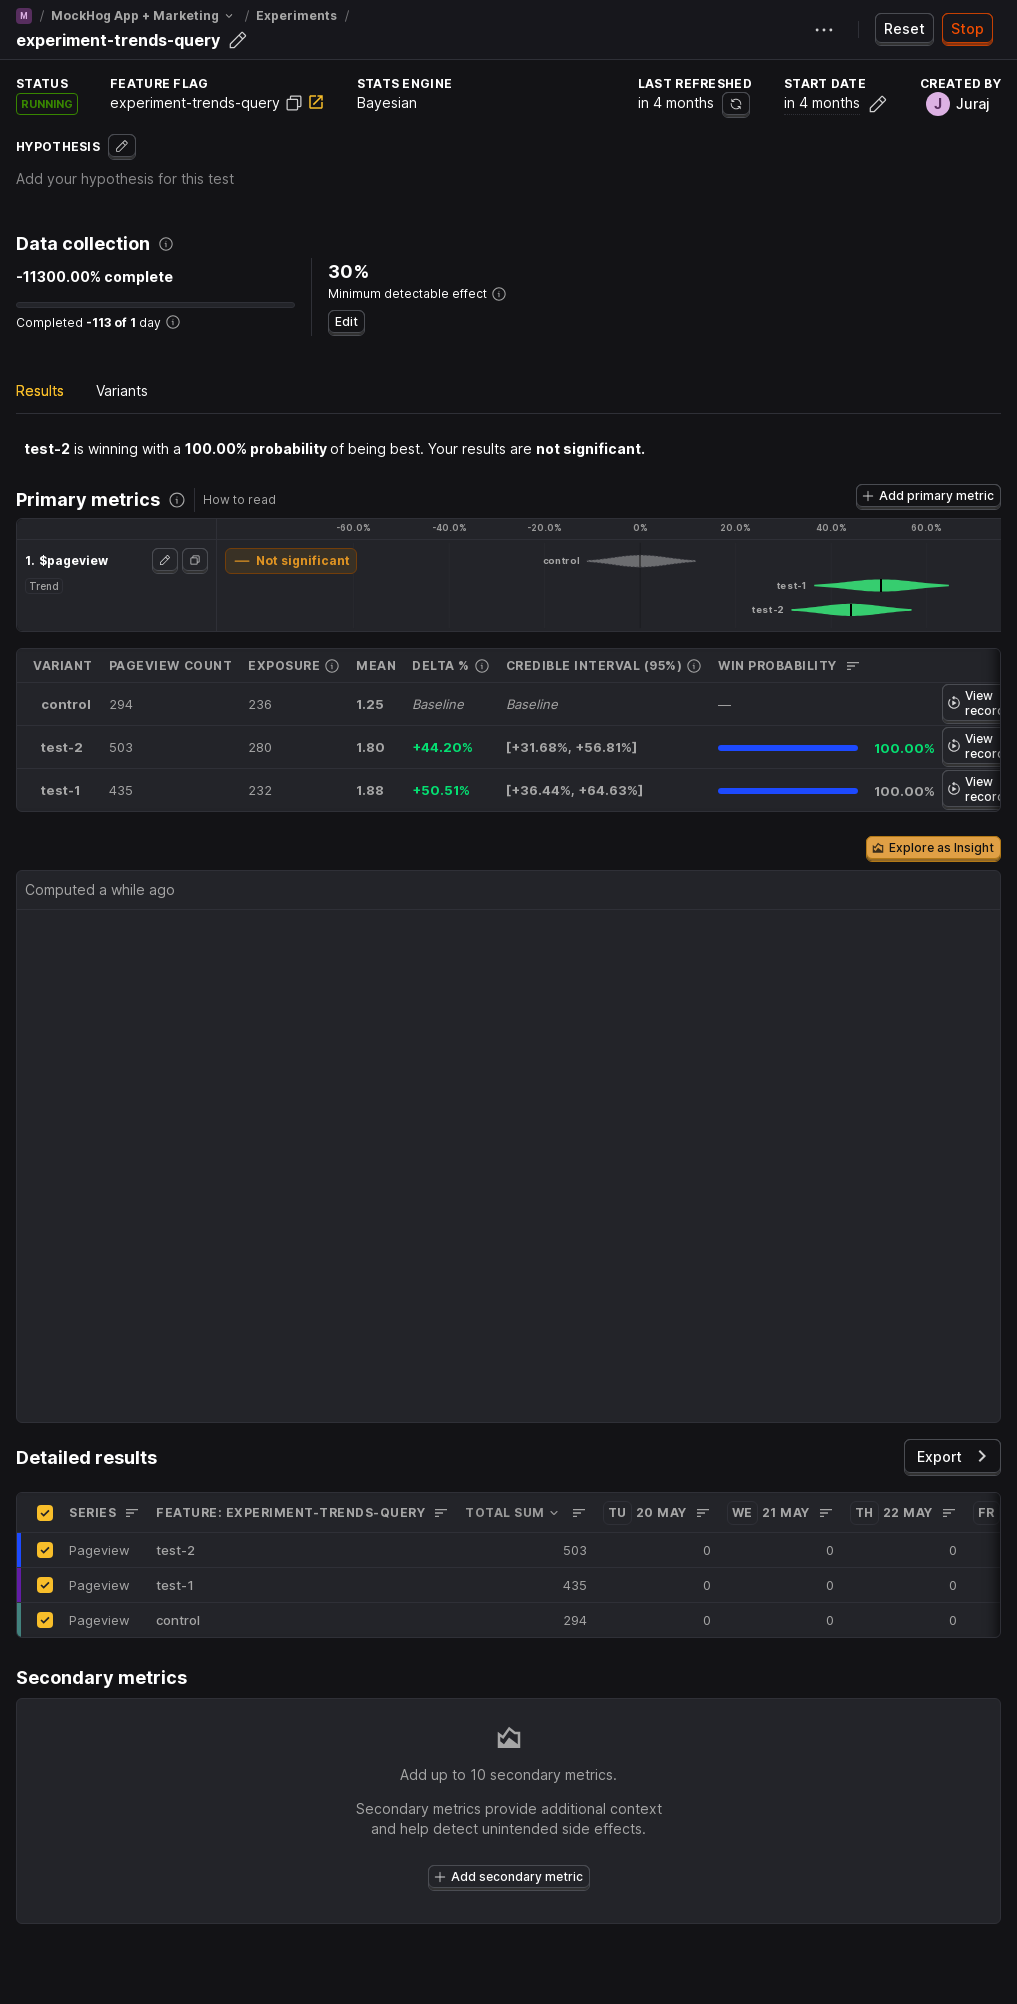 M / MockHog App + Marketing / Experiments /
experiment-trends-query
Reset
Stop
STATUS
RUNNING
FEATURE FLAG
experiment-trends-query
STATS ENGINE
Bayesian
LAST REFRESHED
in 4 months
START DATE
in 4 months
CREATED BY
J Juraj
HYPOTHESIS
Add your hypothesis for this test
Data collection
-11300.00% complete
Completed -113 of 1 day
30%
Minimum detectable effect
Edit
Results Variants
test-2 is winning with a 100.00% probability of being best. Your results are not significant.
Primary metrics How to read
Add primary metric
-60.0% -40.0% -20.0% 0% 20.0% 40.0% 60.0%
1. $pageview
Trend
Not significant
control
test-1
test-2
VARIANT PAGEVIEW COUNT EXPOSURE MEAN DELTA % CREDIBLE INTERVAL (95%) WIN PROBABILITY
control 294 236 1.25 Baseline Baseline — View
recor
test-2 503 280 1.80 +44.20% [+31.68%, +56.81%] 100.00% View
recor
test-1 435 232 1.88 +50.51% [+36.44%, +64.63%] 100.00% View
recor
Explore as Insight
Computed a while ago
Detailed results
Export
SERIES FEATURE: EXPERIMENT-TRENDS-QUERY TOTAL SUM TU 20 MAY WE 21 MAY TH 22 MAY FR
Pageview test-2 503 0 0 0
Pageview test-1 435 0 0 0
Pageview control 294 0 0 0
Secondary metrics
Add up to 10 secondary metrics.
Secondary metrics provide additional context
and help detect unintended side effects.
Add secondary metric